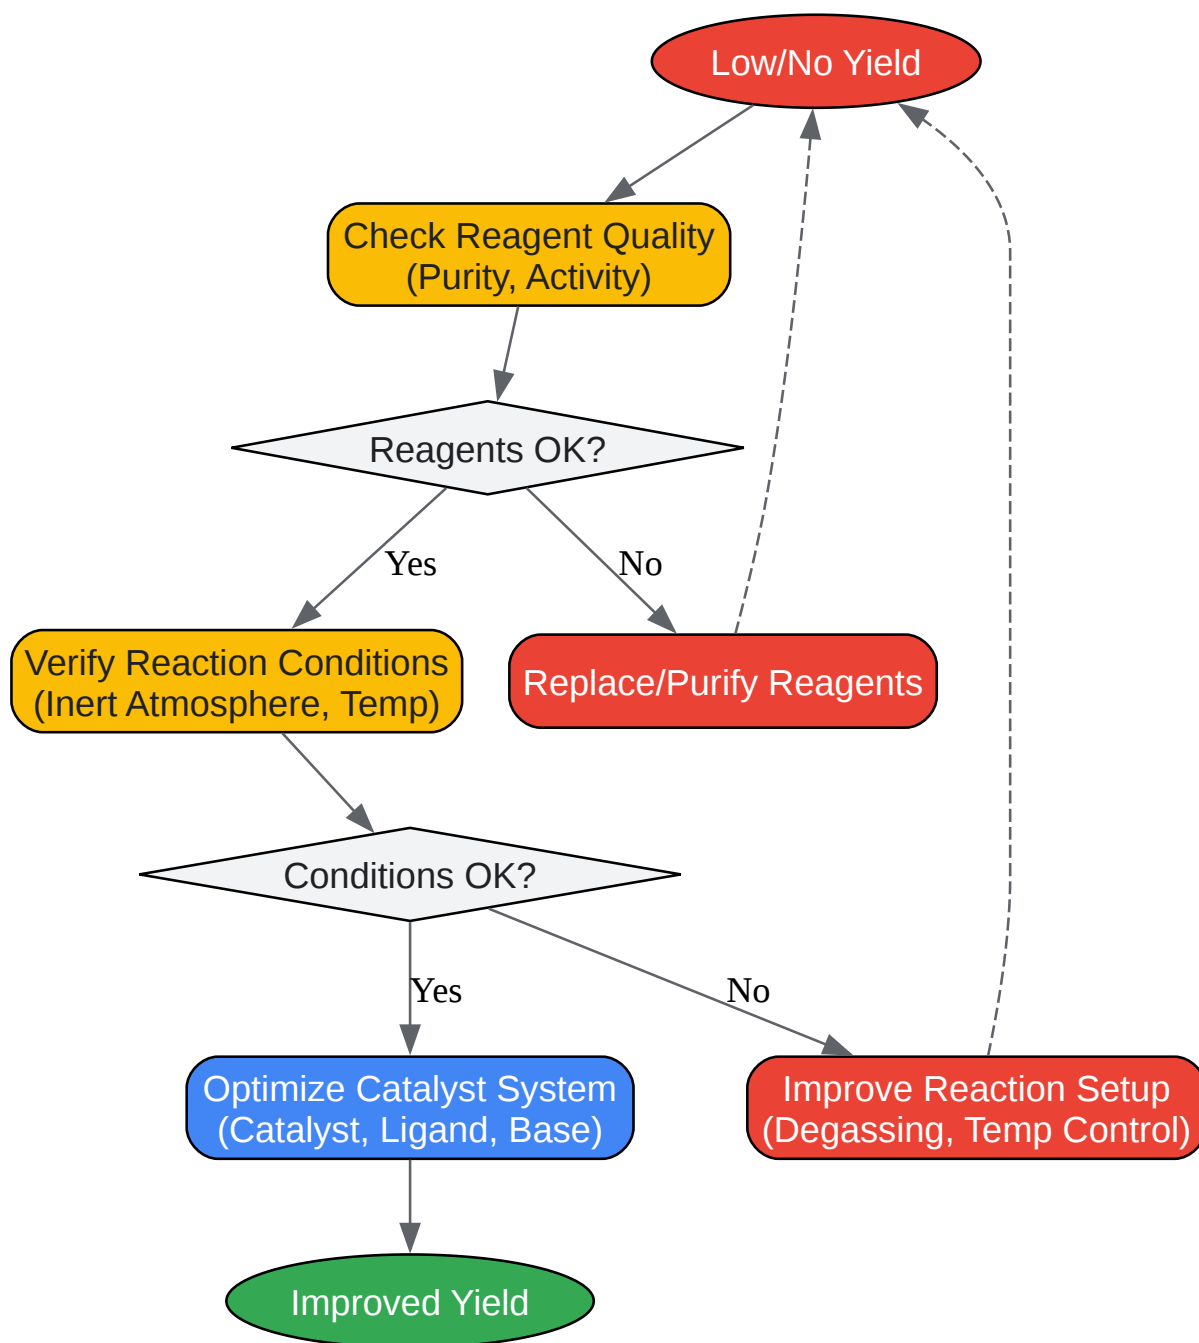 Low/No Yield
Check Reagent Quality
(Purity, Activity)
Reagents OK?
Yes
No
Verify Reaction Conditions
(Inert Atmosphere, Temp)
Replace/Purify Reagents
Conditions OK?
Yes
No
Optimize Catalyst System
(Catalyst, Ligand, Base)
Improve Reaction Setup
(Degassing, Temp Control)
Improved Yield